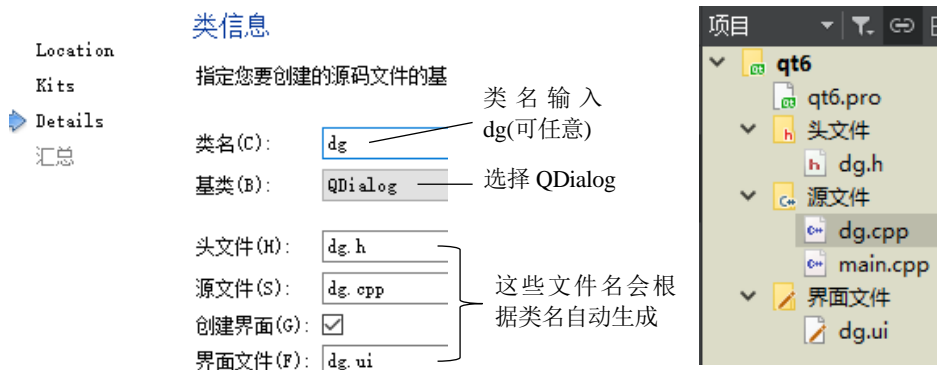 Location
Kits
Details
汇总
类信息
指定您要创建的源码文件的基
类名(C):
dg
基类(B):
QDialog
头文件(H):
dg.h
源文件(S):
dg.cpp
创建界面(G):
界面文件(F):
dg.ui
类名输入
dg(可任意)
选择 QDialog
这些文件名会根
据类名自动生成
项目
qt6
qt6.pro
头文件
dg.h
源文件
dg.cpp
main.cpp
界面文件
dg.ui